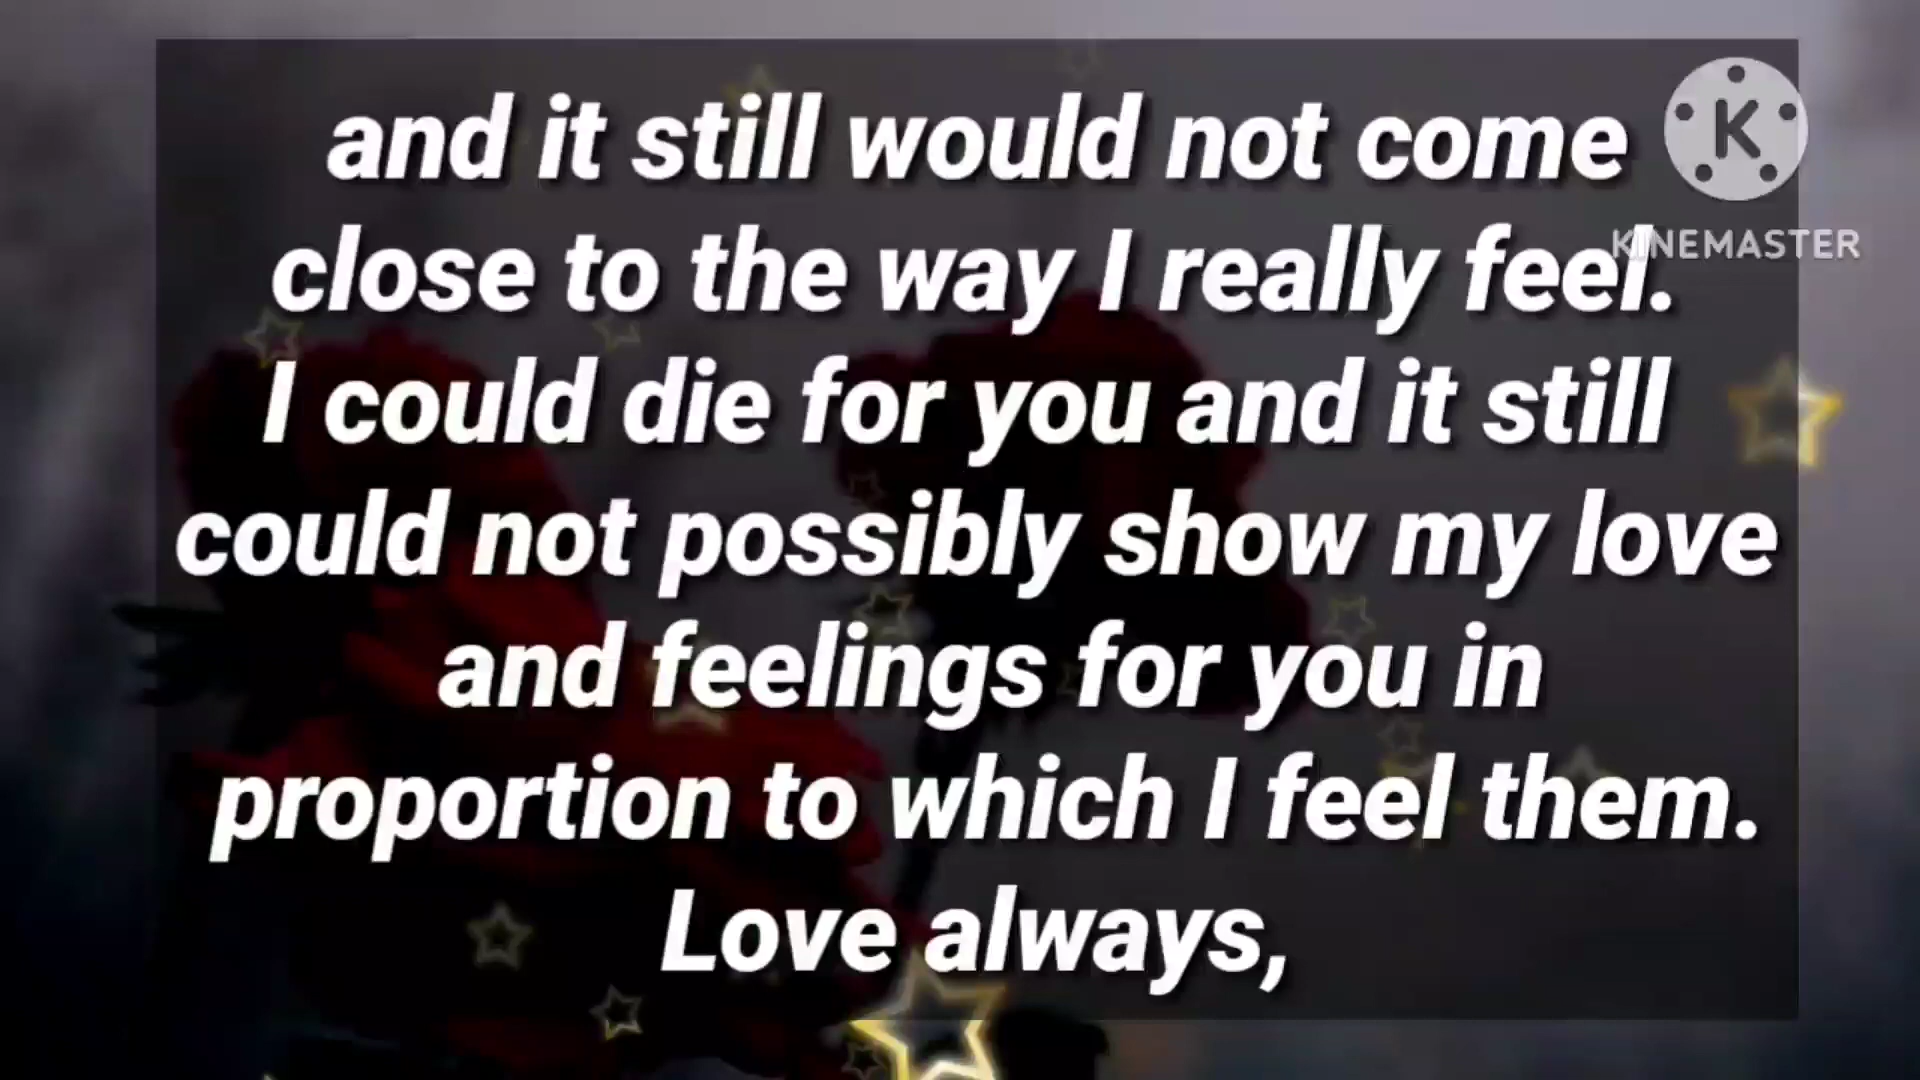 and it still would not come
close to the way I really feel.
I could die for you and it still
could not possibly show my love
and feelings for you in
proportion to which I feel them.
Love always,
K
KINEMASTER